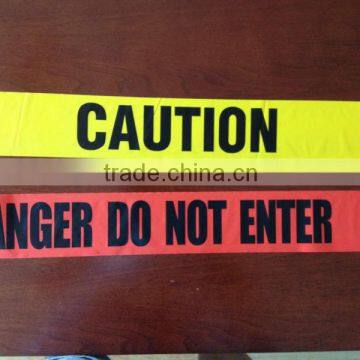 CAUTION
trade.china.cn
ANGER DO NOT ENTER